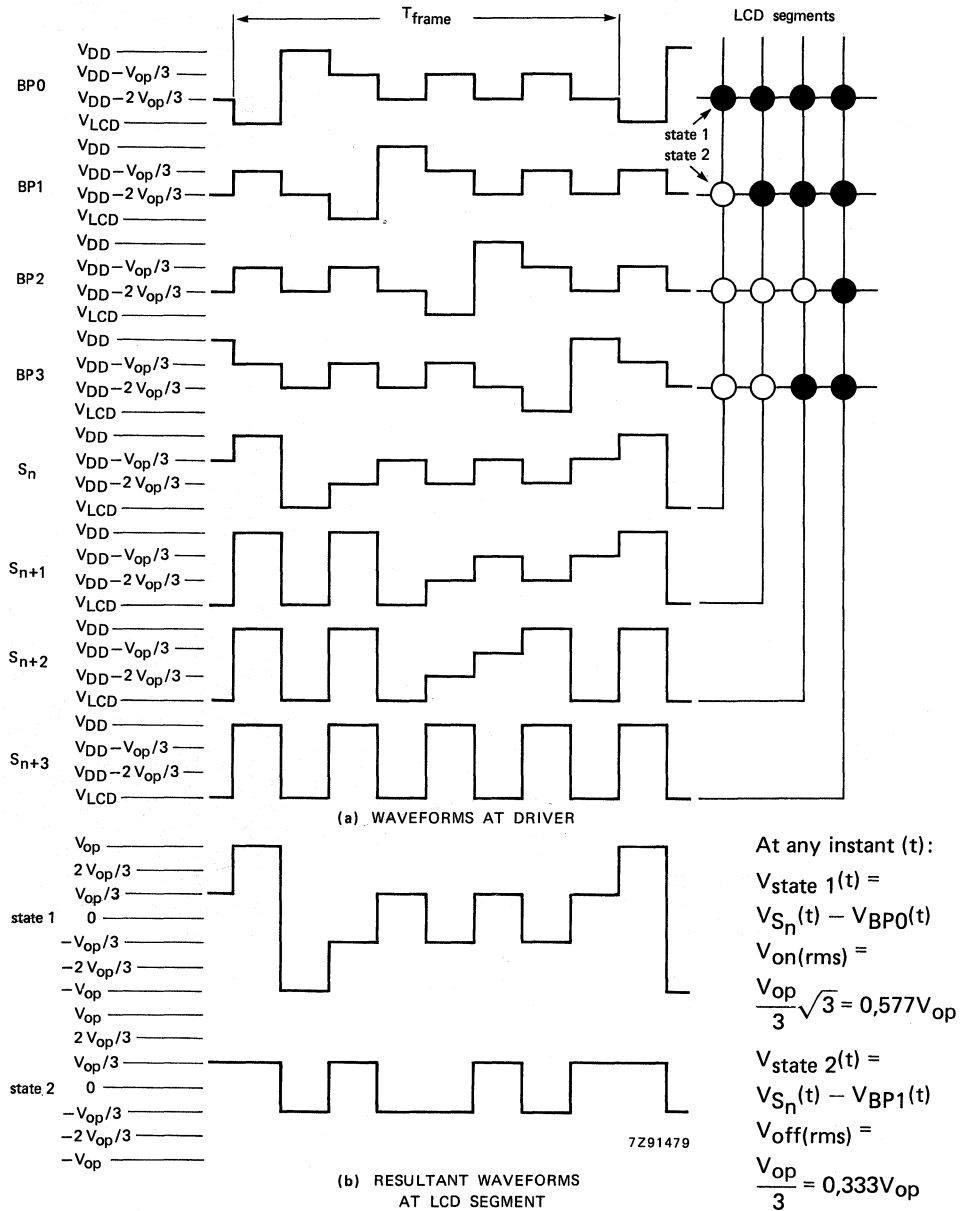 T_frame
LCD segments
BP0
V_DD
V_DD−V_op/3
V_DD−2 V_op/3
V_LCD
state 1
state 2
BP1
V_DD
V_DD−V_op/3
V_DD−2 V_op/3
V_LCD
BP2
V_DD
V_DD−V_op/3
V_DD−2 V_op/3
V_LCD
BP3
V_DD
V_DD−V_op/3
V_DD−2 V_op/3
V_LCD
S_n
V_DD
V_DD−V_op/3
V_DD−2 V_op/3
V_LCD
S_n+1
V_DD
V_DD−V_op/3
V_DD−2 V_op/3
V_LCD
S_n+2
V_DD
V_DD−V_op/3
V_DD−2 V_op/3
V_LCD
S_n+3
V_DD
V_DD−V_op/3
V_DD−2 V_op/3
V_LCD
(a) WAVEFORMS AT DRIVER
state 1
V_op
2 V_op/3
V_op/3
0
−V_op/3
−2 V_op/3
−V_op
state 2
V_op
2 V_op/3
V_op/3
0
−V_op/3
−2 V_op/3
−V_op
7Z91479
(b) RESULTANT WAVEFORMS
AT LCD SEGMENT
At any instant (t):
V_state 1(t) =
V_Sn(t) − V_BP0(t)
V_on(rms) =
V_op/3 √3 = 0,577V_op
V_state 2(t) =
V_Sn(t) − V_BP1(t)
V_off(rms) =
V_op/3 = 0,333V_op